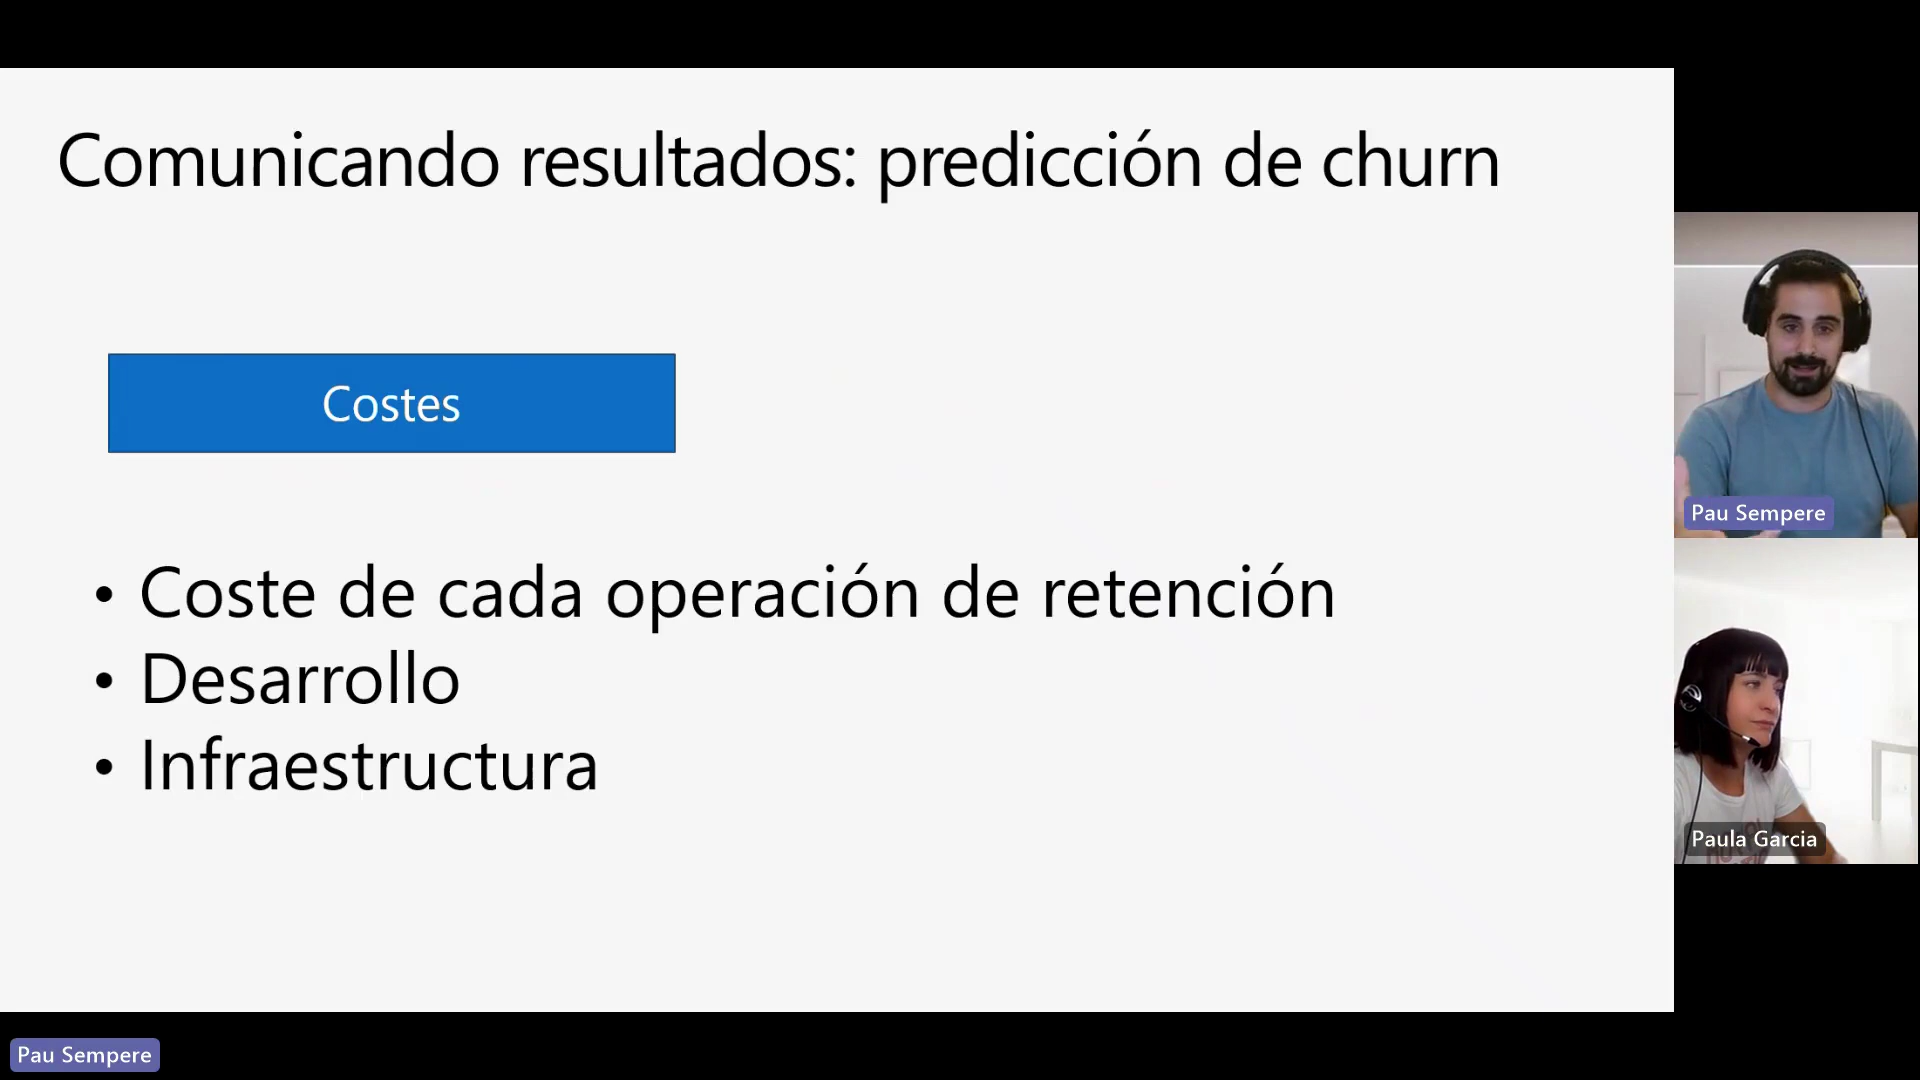 Comunicando resultados: predicción de churn
Costes
• Coste de cada operación de retención
• Desarrollo
• Infraestructura
Pau Sempere
Paula Garcia
Pau Sempere